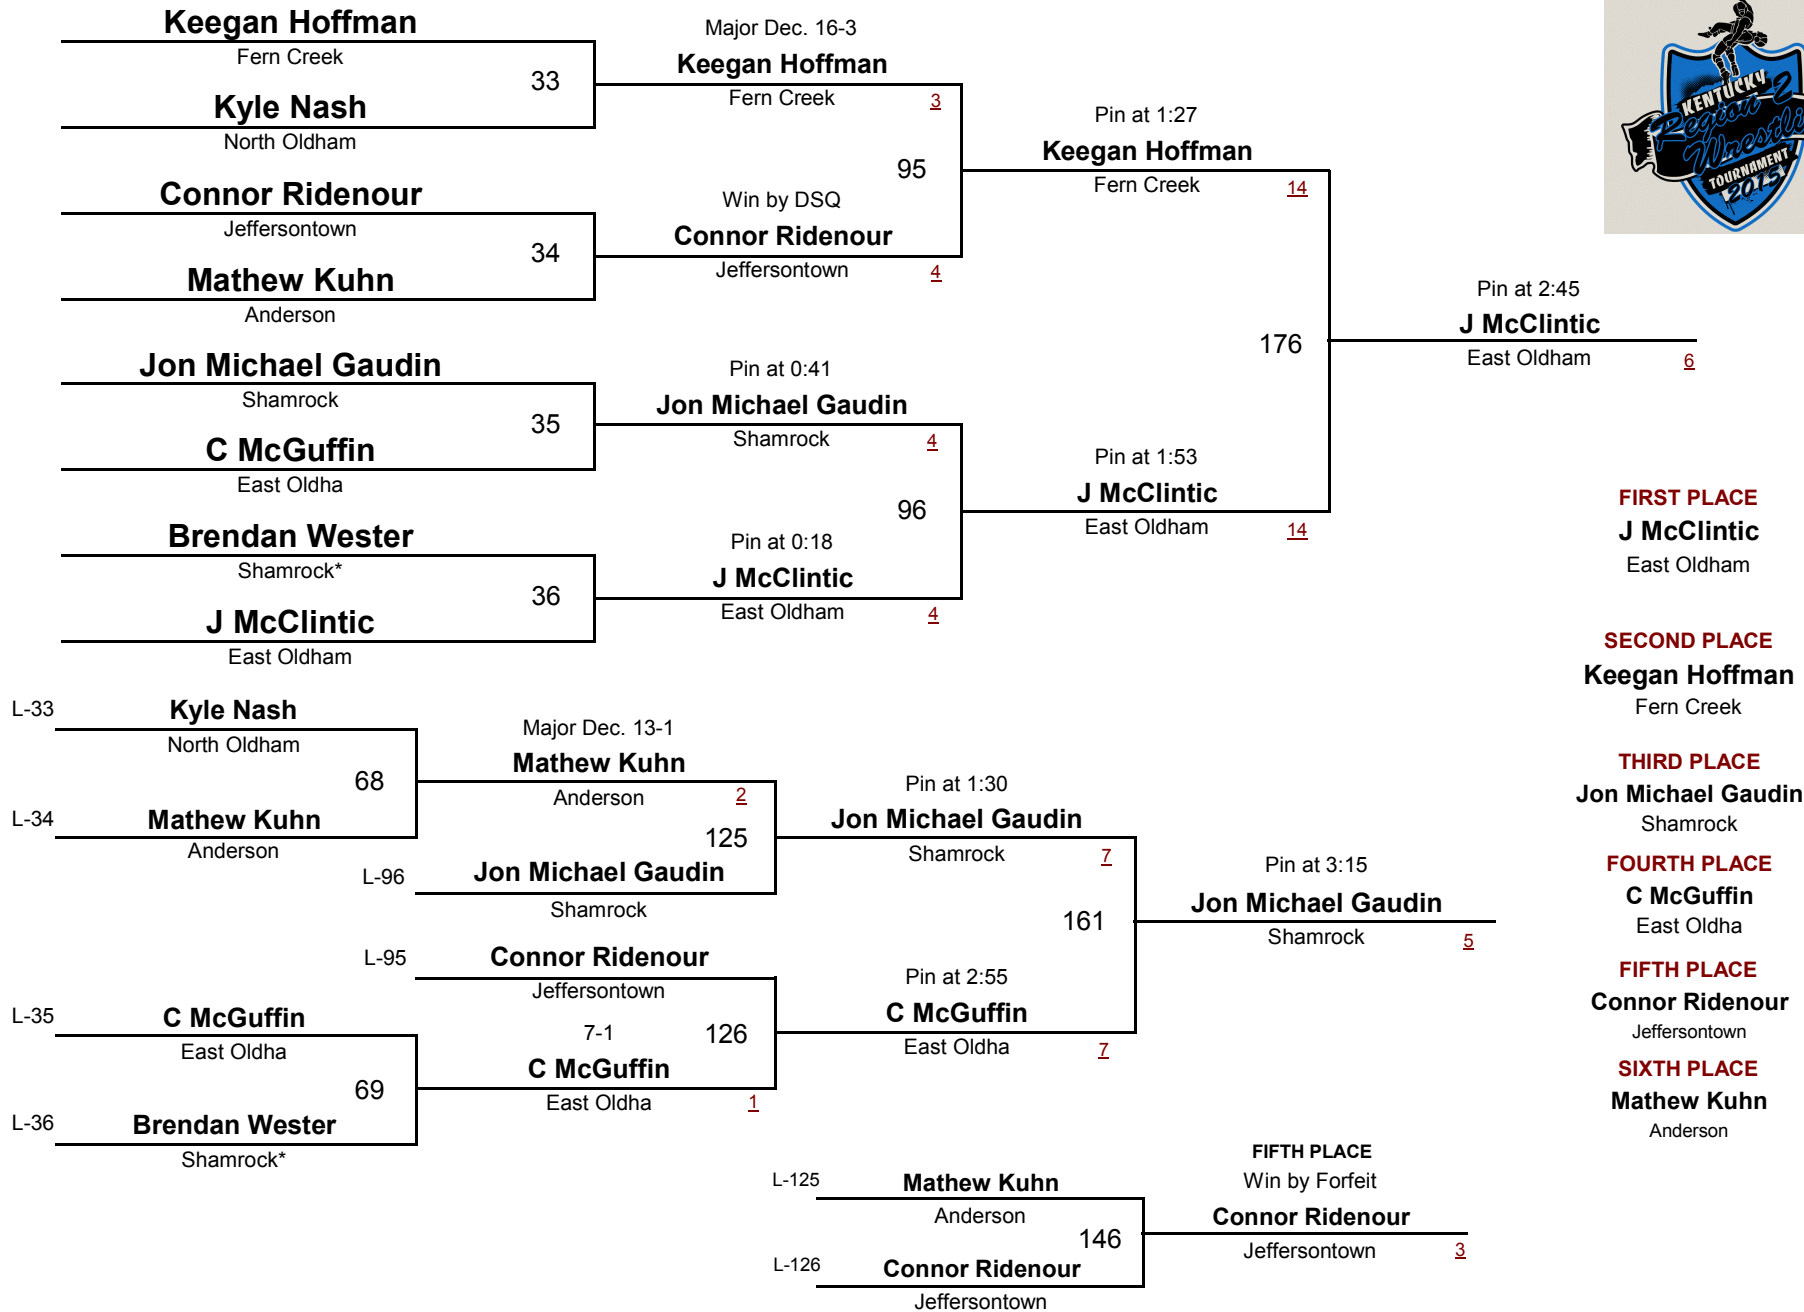 Keegan Hoffman
Fern Creek
33
Kyle Nash
North Oldham
Connor Ridenour
Jeffersontown
34
Mathew Kuhn
Anderson
Jon Michael Gaudin
Shamrock
35
C McGuffin
East Oldha
Brendan Wester
Shamrock*
36
J McClintic
East Oldham
Major Dec. 16-3
Keegan Hoffman
Fern Creek
3
95
Win by DSQ
Connor Ridenour
Jeffersontown
4
Pin at 0:41
Jon Michael Gaudin
Shamrock
4
96
Pin at 0:18
J McClintic
East Oldham
4
Pin at 1:27
Keegan Hoffman
Fern Creek
14
176
Pin at 1:53
J McClintic
East Oldham
14
Pin at 2:45
J McClintic
East Oldham
6
KENTUCKY
Region 2
TOURNAMENT
2015
L-33
Kyle Nash
North Oldham
68
L-34
Mathew Kuhn
Anderson
Major Dec. 13-1
Mathew Kuhn
Anderson
2
125
L-96
Jon Michael Gaudin
Shamrock
L-95
Connor Ridenour
Jeffersontown
L-35
C McGuffin
East Oldha
69
L-36
Brendan Wester
Shamrock*
7-1
126
C McGuffin
East Oldha
1
Pin at 1:30
Jon Michael Gaudin
Shamrock
7
161
Pin at 2:55
C McGuffin
East Oldha
7
Pin at 3:15
Jon Michael Gaudin
Shamrock
5
L-125
Mathew Kuhn
Anderson
146
L-126
Connor Ridenour
Jeffersontown
FIFTH PLACE
Win by Forfeit
Connor Ridenour
Jeffersontown
3
FIRST PLACE
J McClintic
East Oldham
SECOND PLACE
Keegan Hoffman
Fern Creek
THIRD PLACE
Jon Michael Gaudin
Shamrock
FOURTH PLACE
C McGuffin
East Oldha
FIFTH PLACE
Connor Ridenour
Jeffersontown
SIXTH PLACE
Mathew Kuhn
Anderson